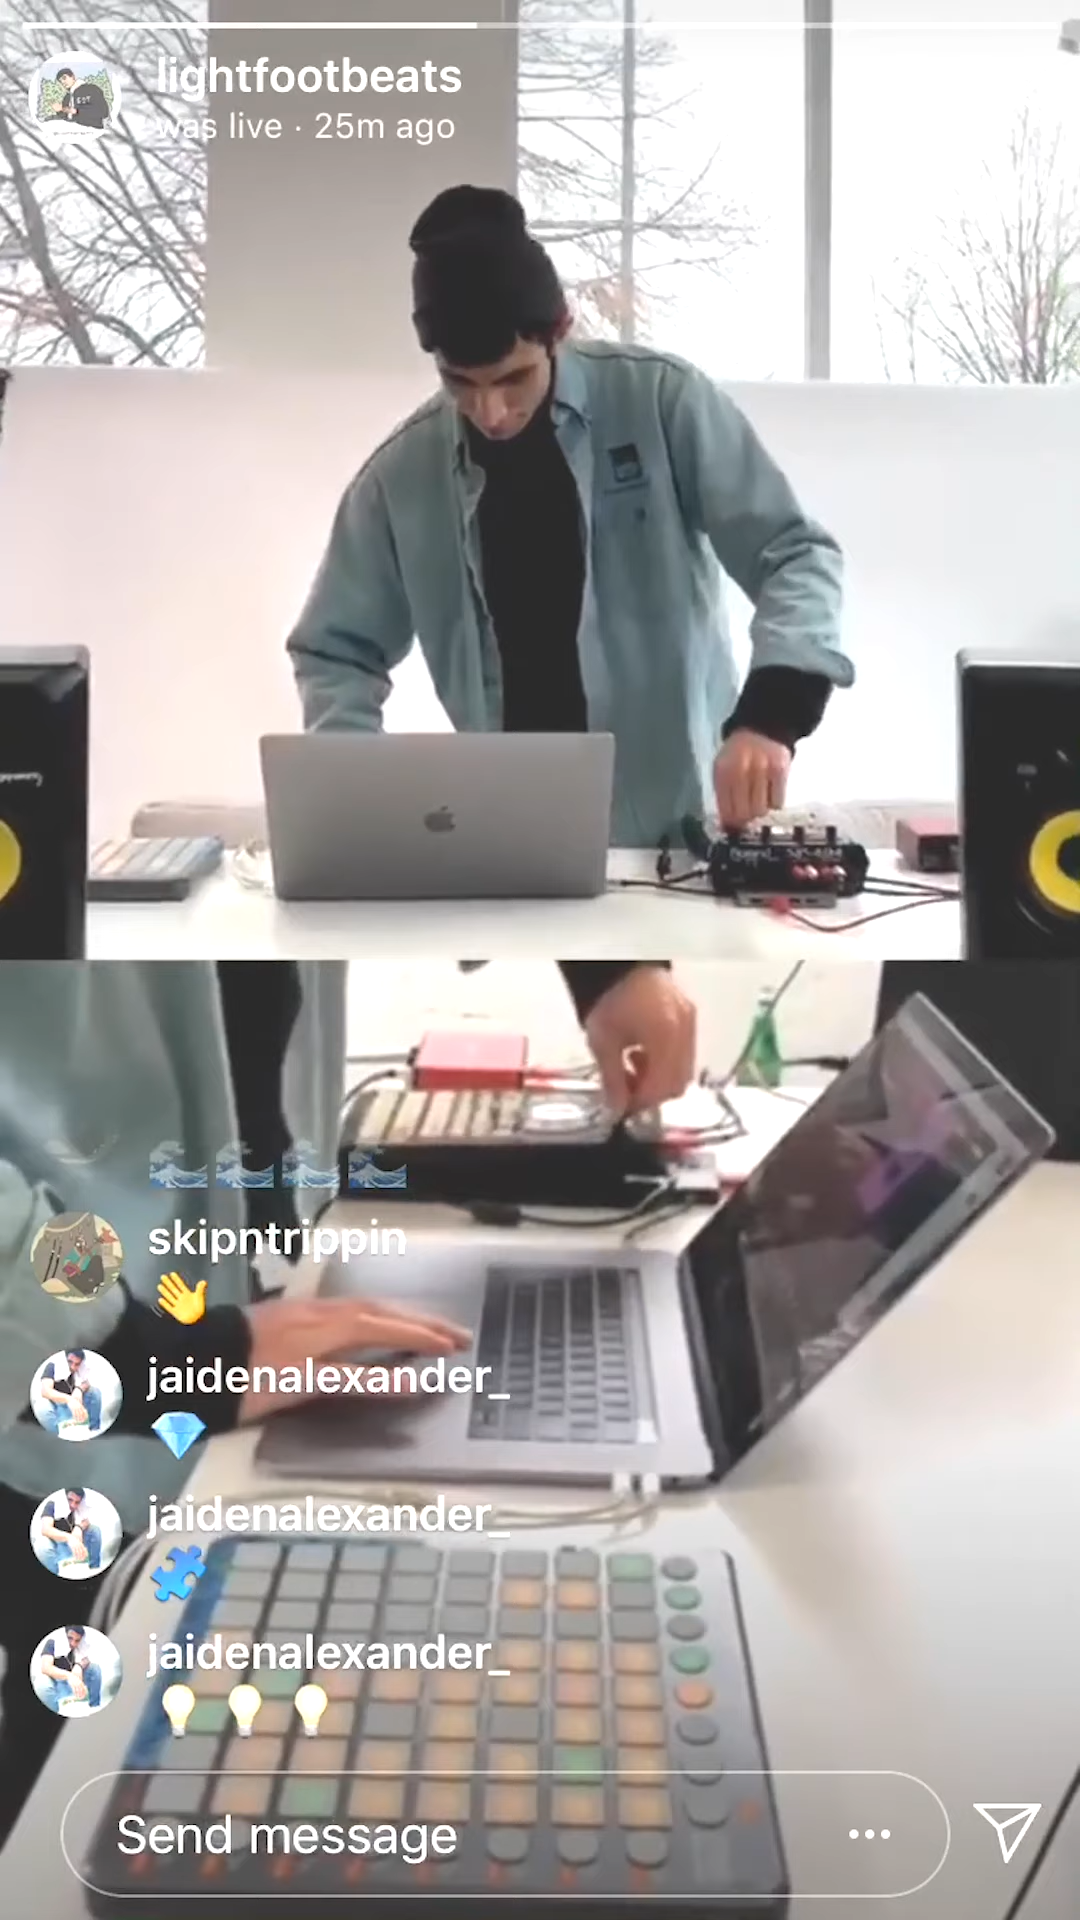 lightfootbeats
was live · 25m ago
🌊 🌊 🌊 🌊
skipntrippin
👋
jaidenalexander_
💎
jaidenalexander_
🧩
jaidenalexander_
💡 💡 💡
Send message